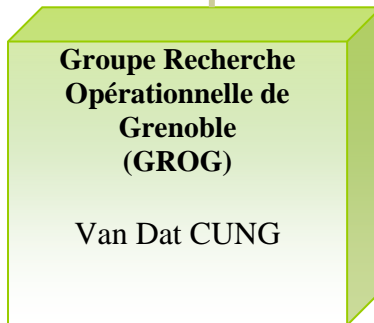 Groupe Recherche
Opérationnelle de
Grenoble
(GROG)
Van Dat CUNG